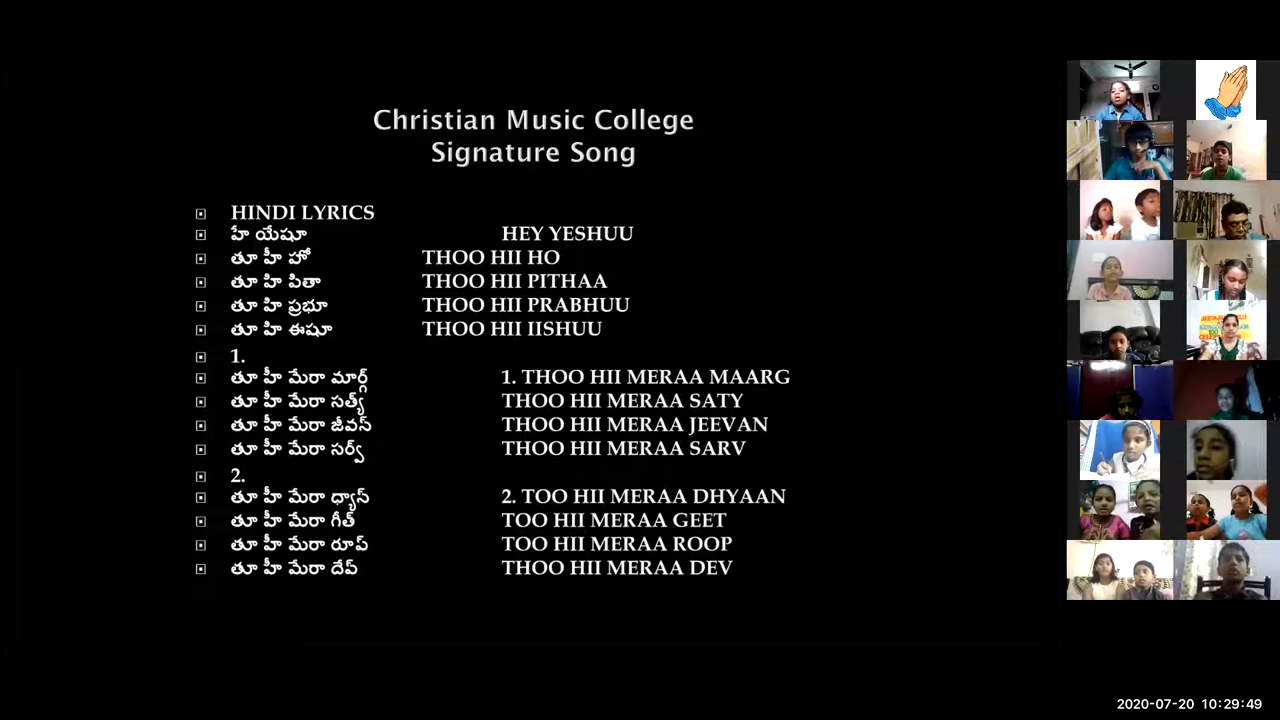 Christian Music College
Signature Song
HINDI LYRICS
హే యేషూ HEY YESHUU
తూ హీ హో THOO HII HO
తూ హి పితా THOO HII PITHAA
తూ హి ప్రభూ THOO HII PRABHUU
తూ హి ఈషూ THOO HII IISHUU
1.
తూ హీ మేరా మార్గ్ 1. THOO HII MERAA MAARG
తూ హీ మేరా సత్య్ THOO HII MERAA SATY
తూ హీ మేరా జీవన్ THOO HII MERAA JEEVAN
తూ హీ మేరా సర్వ్ THOO HII MERAA SARV
2.
తూ హీ మేరా ధ్యాన్ 2. TOO HII MERAA DHYAAN
తూ హీ మేరా గీత్ TOO HII MERAA GEET
తూ హీ మేరా రూప్ TOO HII MERAA ROOP
తూ హీ మేరా దేవ్ THOO HII MERAA DEV
2020-07-20 10:29:49